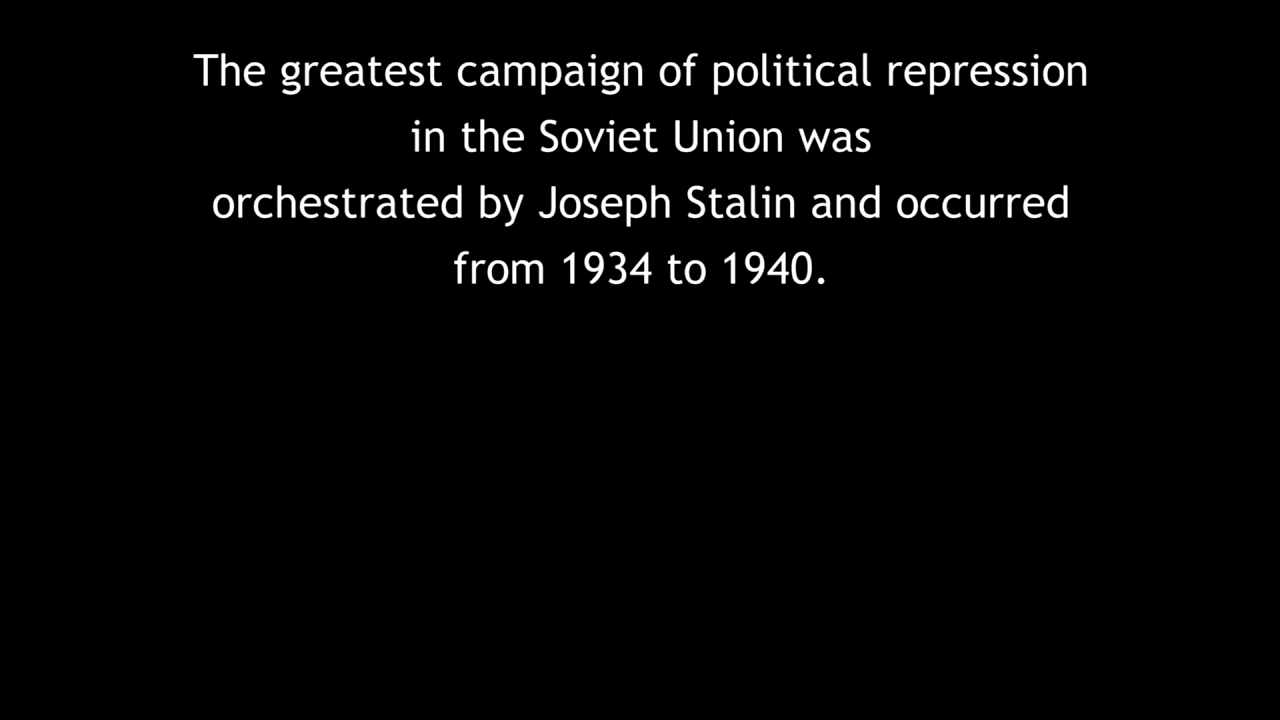 The greatest campaign of political repression
in the Soviet Union was
orchestrated by Joseph Stalin and occurred
from 1934 to 1940.